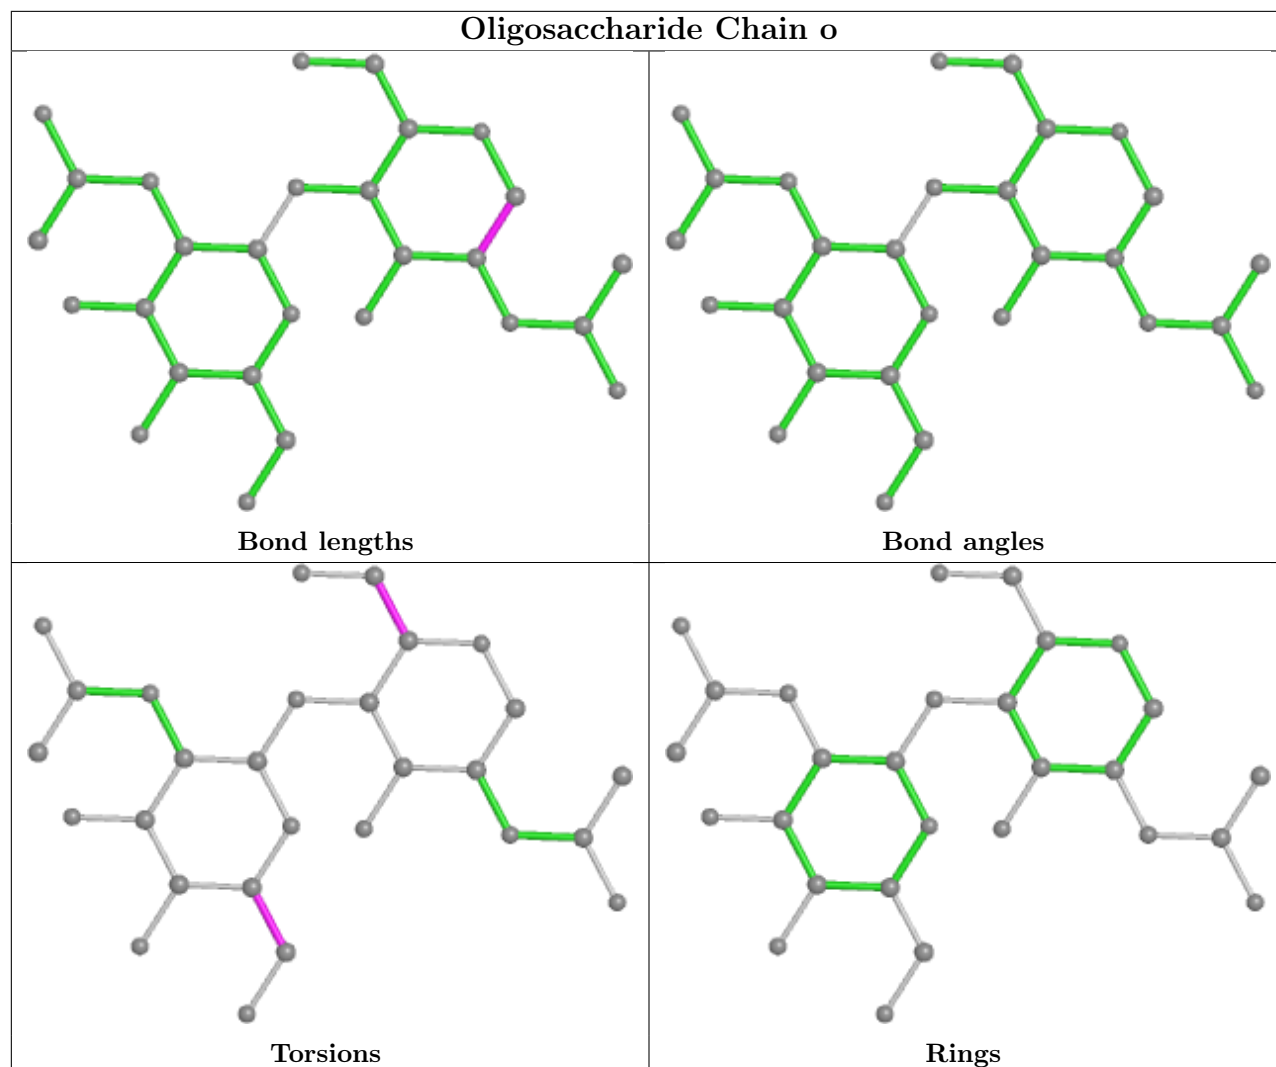 Oligosaccharide Chain o
Bond lengths
Bond angles
Torsions
Rings